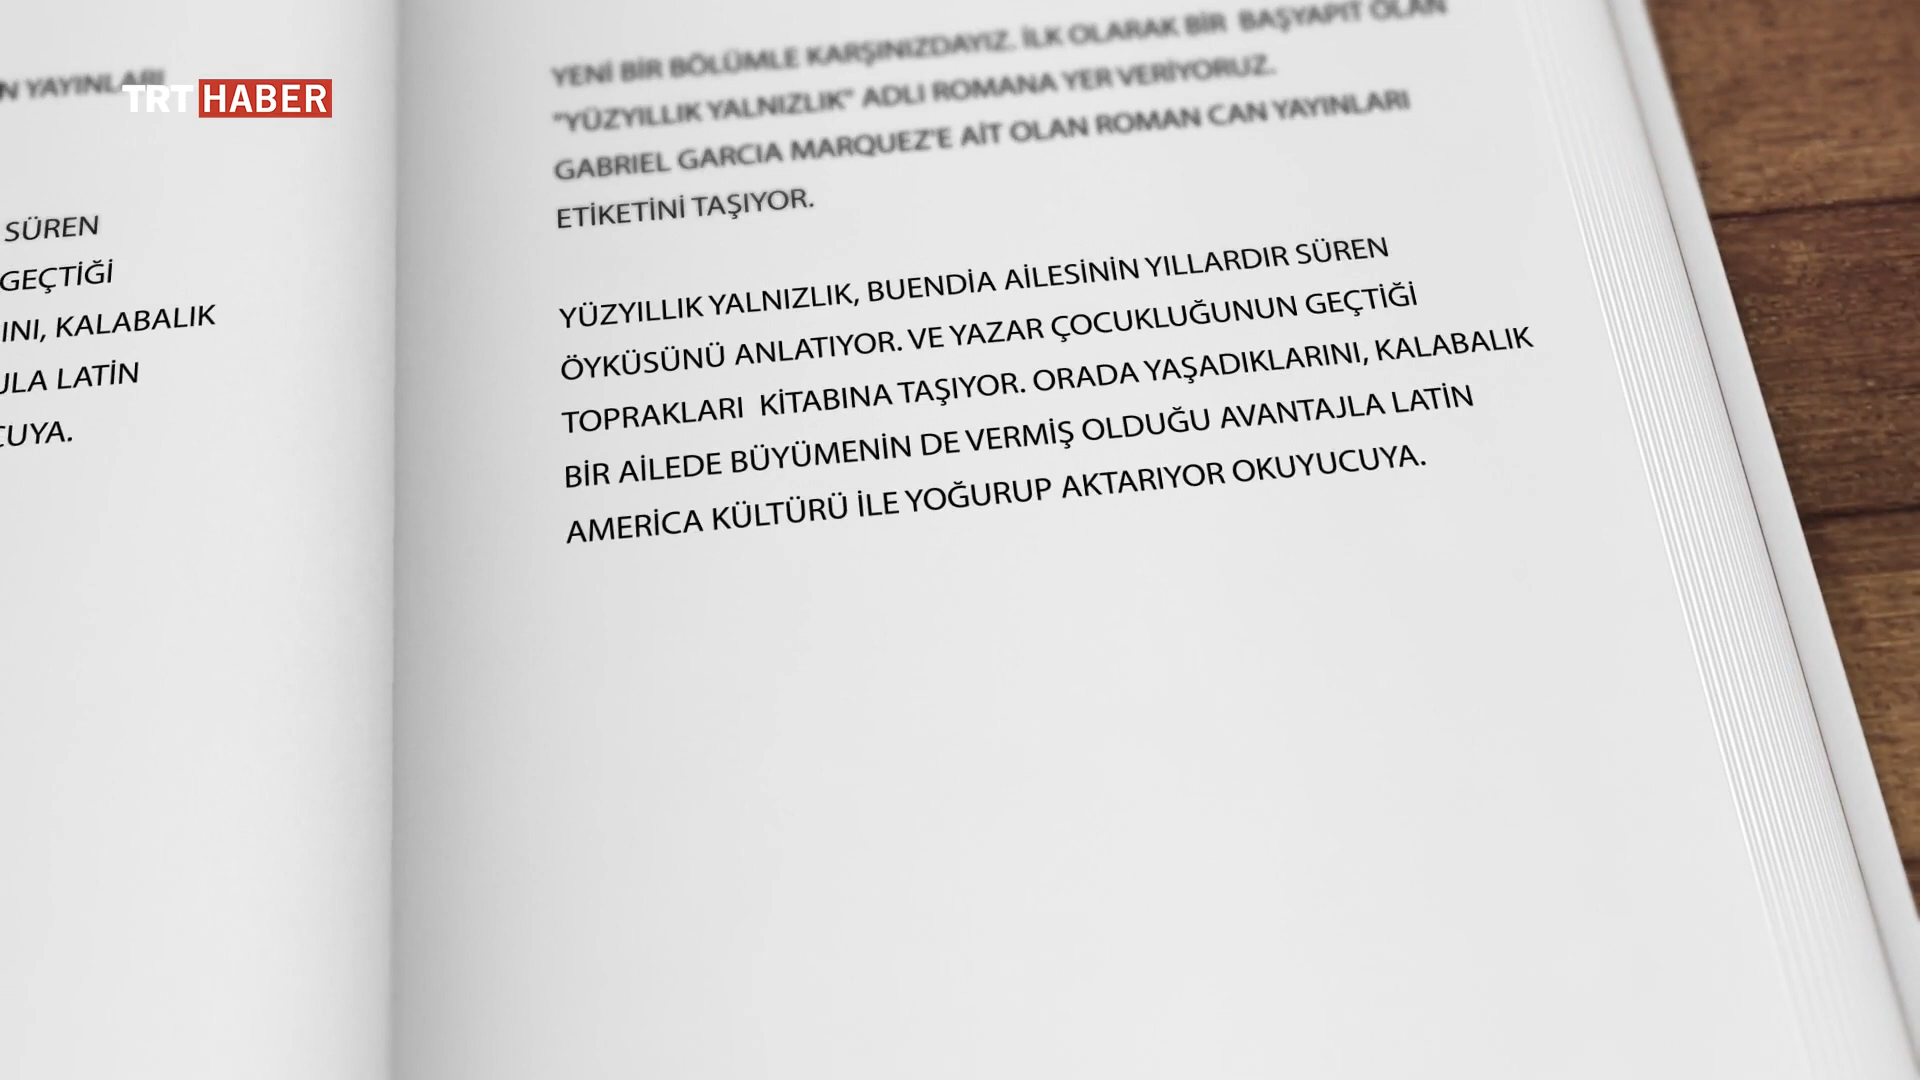 N YAYINLARI
TRT HABER
SÜREN
GEÇTİĞİ
INI, KALABALIK
ULA LATİN
CUYA.
YENİ BİR BÖLÜMLE KARŞINIZDAYIZ. İLK OLARAK BİR BAŞYAPIT OLAN
"YÜZYILLIK YALNIZLIK" ADLI ROMANA YER VERİYORUZ.
GABRIEL GARCIA MARQUEZ'E AİT OLAN ROMAN CAN YAYINLARI
ETİKETİNİ TAŞIYOR.
YÜZYILLIK YALNIZLIK, BUENDİA AİLESİNİN YILLARDIR SÜREN
ÖYKÜSÜNÜ ANLATIYOR. VE YAZAR ÇOCUKLUĞUNUN GEÇTİĞİ
TOPRAKLARI KİTABINA TAŞIYOR. ORADA YAŞADIKLARINI, KALABALIK
BİR AİLEDE BÜYÜMENİN DE VERMİŞ OLDUĞU AVANTAJLA LATİN
AMERİCA KÜLTÜRÜ İLE YOĞURUP AKTARIYOR OKUYUCUYA.